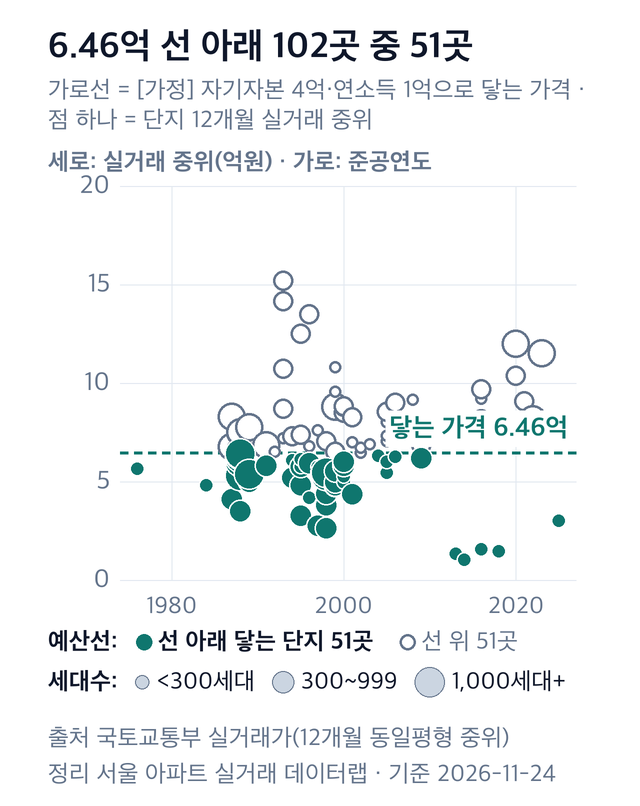 6.46억 선 아래 102곳 중 51곳
가로선 = [가정] 자기자본 4억·연소득 1억으로 닿는 가격 ·
점 하나 = 단지 12개월 실거래 중위
세로: 실거래 중위(억원) · 가로: 준공연도
20
15
10
닿는 가격 6.46억
5
0
1980 2000 2020
예산선: 선 아래 닿는 단지 51곳 선 위 51곳
세대수: <300세대 300~999 1,000세대+
출처 국토교통부 실거래가(12개월 동일평형 중위)
정리 서울 아파트 실거래 데이터랩 · 기준 2026-11-24